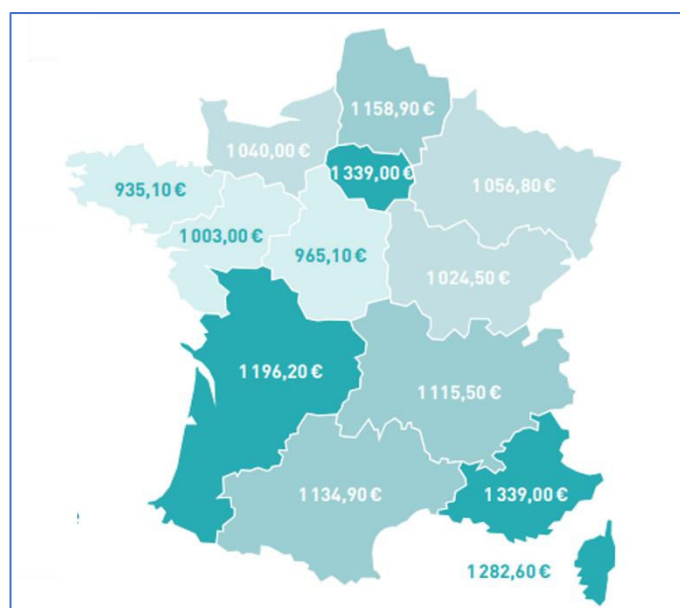 1 158,90 €
1 040,00 €
1 339,00 €
1 056,80 €
935,10 €
1 003,00 €
965,10 €
1 024,50 €
1 196,20 €
1 115,50 €
1 134,90 €
1 339,00 €
1 282,60 €